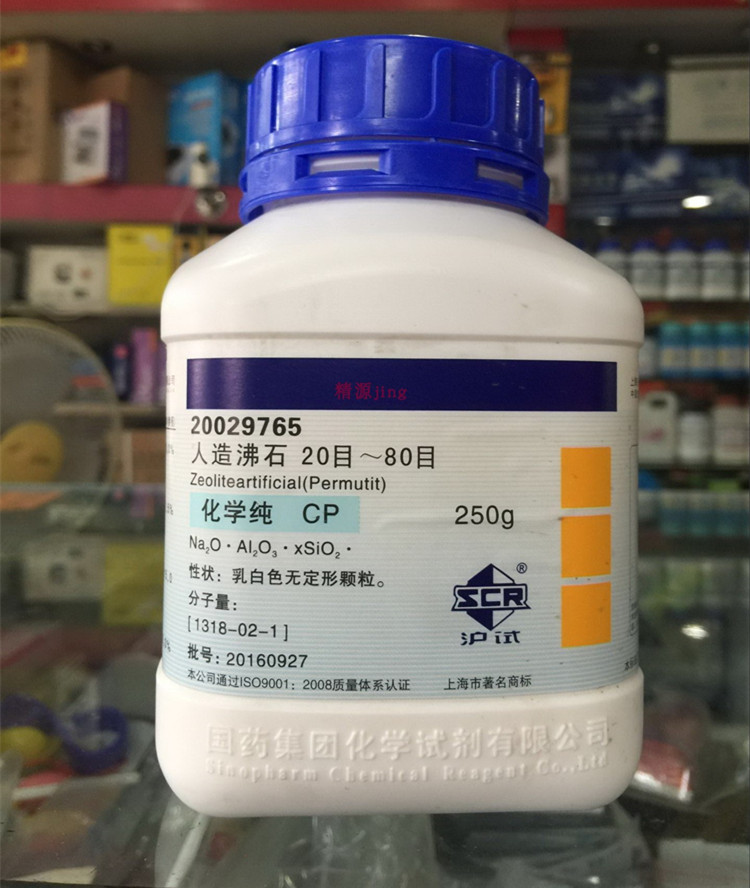 精源jing
20029765
人造沸石 20目～80目
Zeoliteartificial(Permutit)
化学纯 CP 250g
Na₂O·Al₂O₃·xSiO₂·
性状：乳白色无定形颗粒。
分子量：
[1318-02-1]
SCR®
沪试
批号：20160927
本公司通过ISO9001：2008质量体系认证 上海市著名商标
国药集团化学试剂有限公司
Sinopharm Chemical Reagent Co.,Ltd